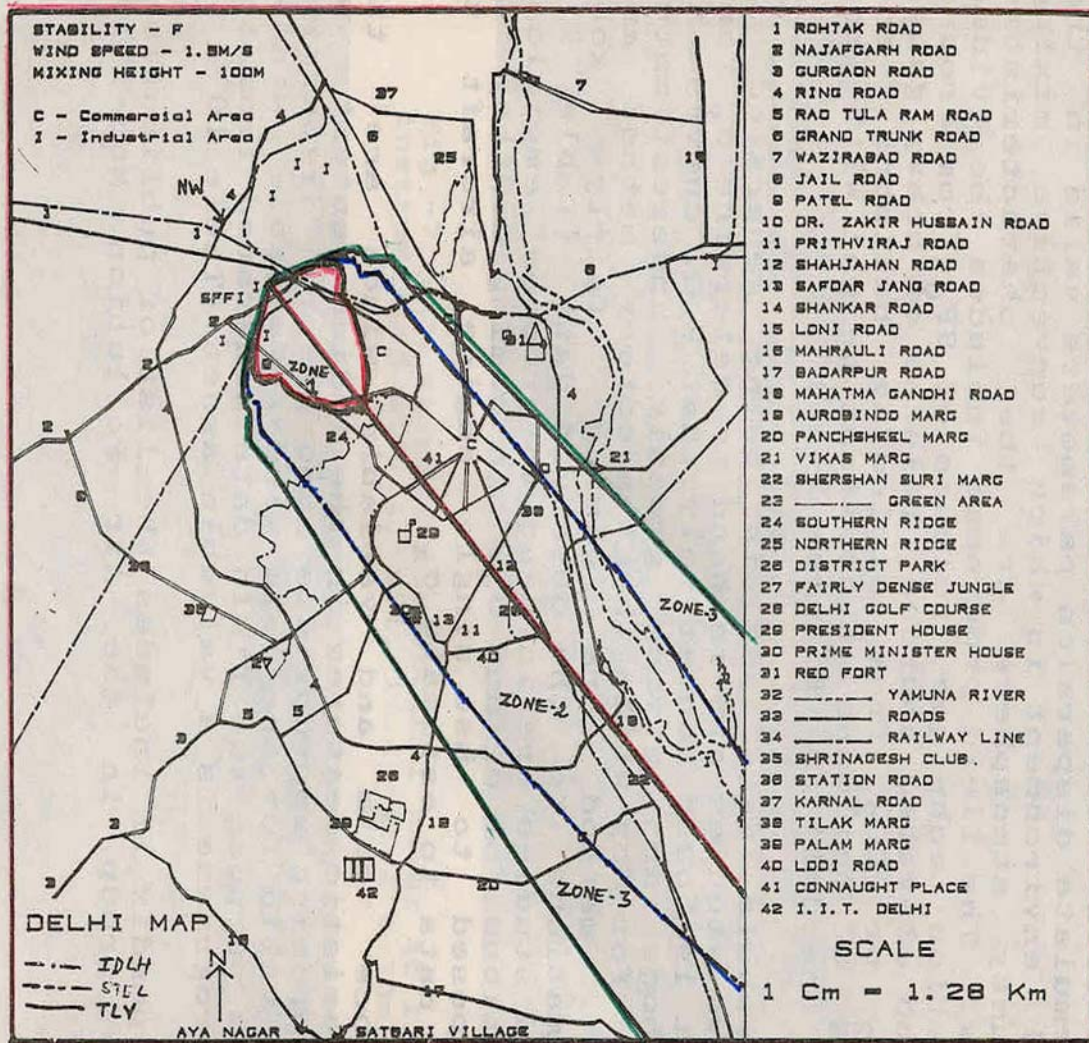 STABILITY - F
WIND SPEED - 1.5M/S
MIXING HEIGHT - 100M
C - Commercial Area
I - Industrial Area
NW
SFFI
ZONE
1
ZONE-2
ZONE-3
ZONE-3
DELHI MAP
IDLH
STEL
TLV
N
AYA NAGAR
SATBARI VILLAGE
1 ROHTAK ROAD
2 NAJAFGARH ROAD
3 GURGAON ROAD
4 RING ROAD
5 RAO TULA RAM ROAD
6 GRAND TRUNK ROAD
7 WAZIRABAD ROAD
8 JAIL ROAD
9 PATEL ROAD
10 DR. ZAKIR HUSSAIN ROAD
11 PRITHVIRAJ ROAD
12 SHAHJAHAN ROAD
13 SAFDAR JANG ROAD
14 SHANKAR ROAD
15 LONI ROAD
16 MAHRAULI ROAD
17 BADARPUR ROAD
18 MAHATMA GANDHI ROAD
19 AUROBINDO MARG
20 PANCHSHEEL MARG
21 VIKAS MARG
22 SHERSHAN SURI MARG
23 GREEN AREA
24 SOUTHERN RIDGE
25 NORTHERN RIDGE
26 DISTRICT PARK
27 FAIRLY DENSE JUNGLE
28 DELHI GOLF COURSE
29 PRESIDENT HOUSE
30 PRIME MINISTER HOUSE
31 RED FORT
32 YAMUNA RIVER
33 ROADS
34 RAILWAY LINE
35 SHRINAGESH CLUB.
36 STATION ROAD
37 KARNAL ROAD
38 TILAK MARG
39 PALAM MARG
40 LODI ROAD
41 CONNAUGHT PLACE
42 I.I.T. DELHI
SCALE
1 Cm = 1.28 Km